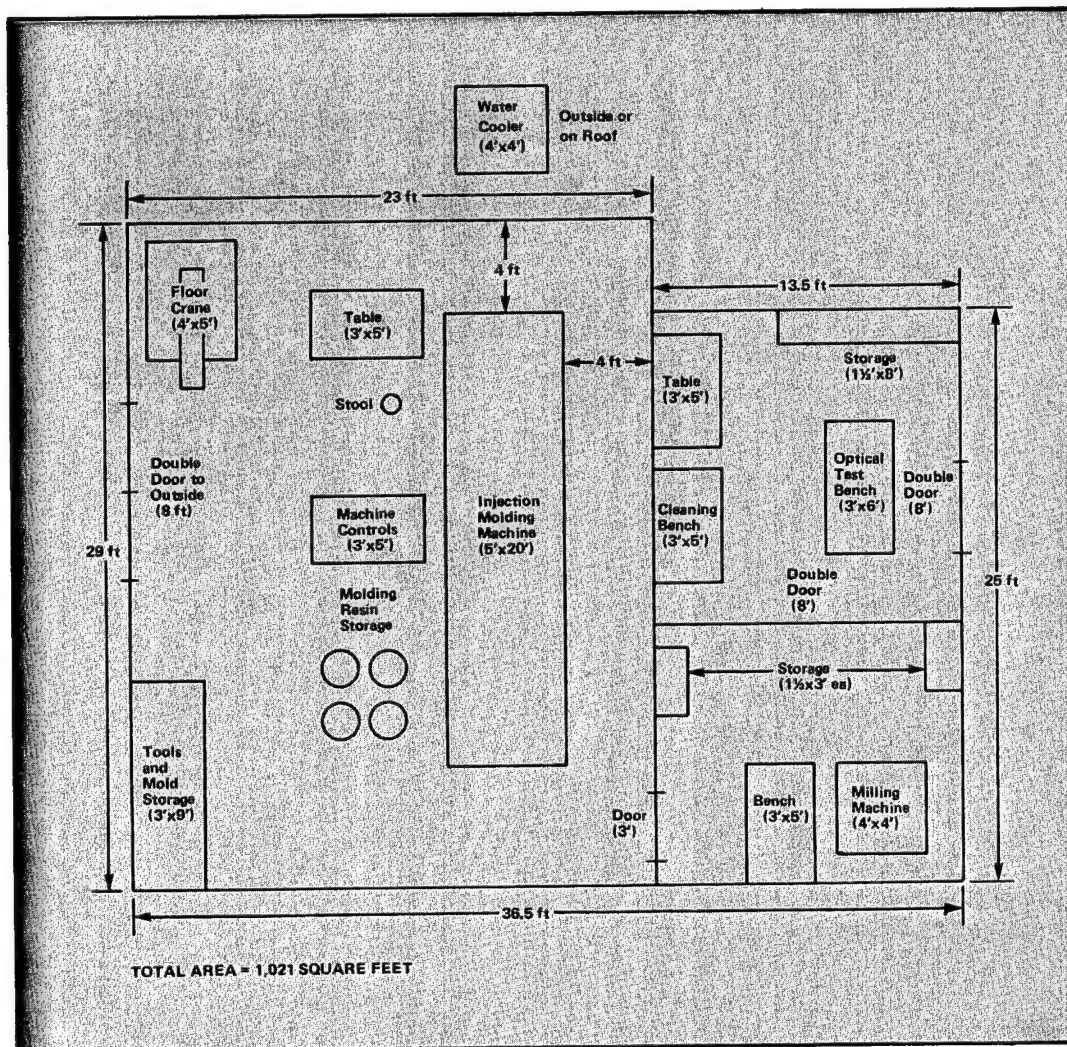 Water
Cooler
(4'x4')
Outside or
on Roof
23 ft
4 ft
13.5 ft
Floor
Crane
(4'x5')
Table
(3'x5')
4 ft
Storage
(1½'x8')
Table
(3'x5')
Stool
Double
Door to
Outside
(8 ft)
Optical
Test
Bench
(3'x6')
Double
Door
(8')
Machine
Controls
(3'x5')
Injection
Molding
Machine
(5'x20')
Cleaning
Bench
(3'x5')
29 ft
25 ft
Double
Door
(8')
Molding
Resin
Storage
Storage
(1½x3' ea)
Tools
and
Mold
Storage
(3'x9')
Door
(3')
Bench
(3'x5')
Milling
Machine
(4'x4')
36.5 ft
TOTAL AREA = 1,021 SQUARE FEET